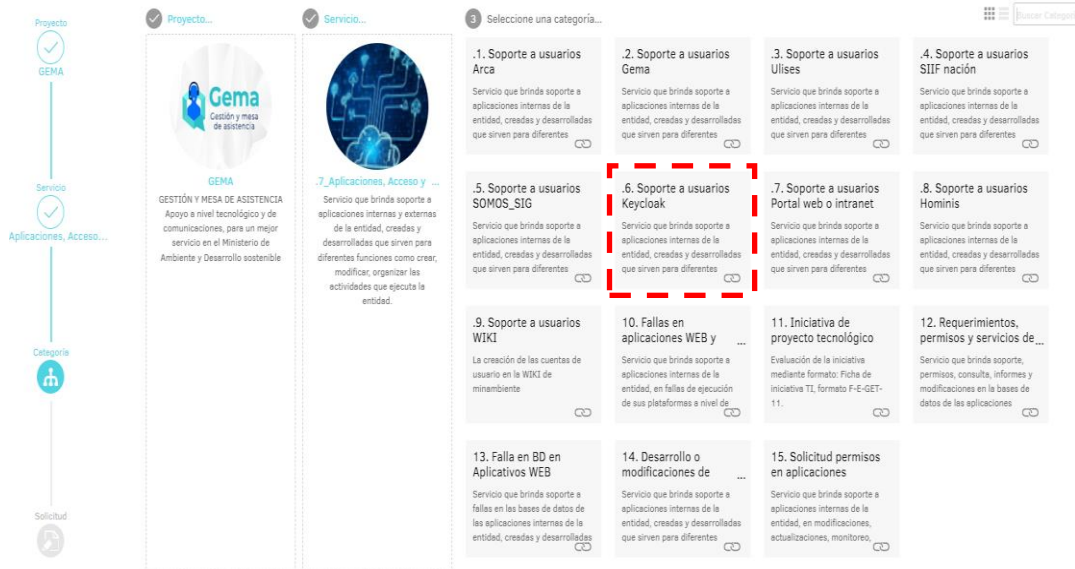 Proyecto
GEMA
Servicio
Aplicaciones, Acceso....
Categoría
Solicitud
Proyecto...
Gema
Gestión y mesa
de asistencia
GEMA
GESTIÓN Y MESA DE ASISTENCIA
Apoyo a nivel tecnológico y de
comunicaciones, para un mejor
servicio en el Ministerio de
Ambiente y Desarrollo sostenible
Servicio...
.7_Aplicaciones, Acceso y ...
Servicio que brinda soporte a
aplicaciones internas y externas
de la entidad, creadas y
desarrolladas que sirven para
diferentes funciones como crear,
modificar, organizar las
actividades que ejecuta la
entidad.
3 Seleccione una categoría...
Buscar Categorí
.1. Soporte a usuarios
Arca
Servicio que brinda soporte a
aplicaciones internas de la
entidad, creadas y desarrolladas
que sirven para diferentes
.2. Soporte a usuarios
Gema
Servicio que brinda soporte a
aplicaciones internas de la
entidad, creadas y desarrolladas
que sirven para diferentes
.3. Soporte a usuarios
Ulises
Servicio que brinda soporte a
aplicaciones internas de la
entidad, creadas y desarrolladas
que sirven para diferentes
.4. Soporte a usuarios
SIIF nación
Servicio que brinda soporte a
aplicaciones internas de la
entidad, creadas y desarrolladas
que sirven para diferentes
.5. Soporte a usuarios
SOMOS_SIG
Servicio que brinda soporte a
aplicaciones internas de la
entidad, creadas y desarrolladas
que sirven para diferentes
.6. Soporte a usuarios
Keycloak
Servicio que brinda soporte a
aplicaciones internas de la
entidad, creadas y desarrolladas
que sirven para diferentes
.7. Soporte a usuarios
Portal web o intranet
Servicio que brinda soporte a
aplicaciones internas de la
entidad, creadas y desarrolladas
que sirven para diferentes
.8. Soporte a usuarios
Hominis
Servicio que brinda soporte a
aplicaciones internas de la
entidad, creadas y desarrolladas
que sirven para diferentes
.9. Soporte a usuarios
WIKI
La creación de las cuentas de
usuario en la WIKI de
minambiente
10. Fallas en
aplicaciones WEB y ...
Servicio que brinda soporte a
aplicaciones internas de la
entidad, en fallas de ejecución
de sus plataformas a nivel de
11. Iniciativa de
proyecto tecnológico
Evaluación de la iniciativa
mediante formato: Ficha de
iniciativa TI, formato F-E-GET-
11.
12. Requerimientos,
permisos y servicios de...
Servicio que brinda soporte,
permisos, consulta, informes y
modificaciones en la bases de
datos de las aplicaciones
13. Falla en BD en
Aplicativos WEB
Servicio que brinda soporte a
fallas en las bases de datos de
las aplicaciones internas de la
entidad, creadas y desarrolladas
14. Desarrollo o
modificaciones de ...
Servicio que brinda soporte a
aplicaciones internas de la
entidad, creadas y desarrolladas
que sirven para diferentes
15. Solicitud permisos
en aplicaciones
Servicio que brinda soporte a
aplicaciones internas de la
entidad, en modificaciones,
actualizaciones, monitoreo,